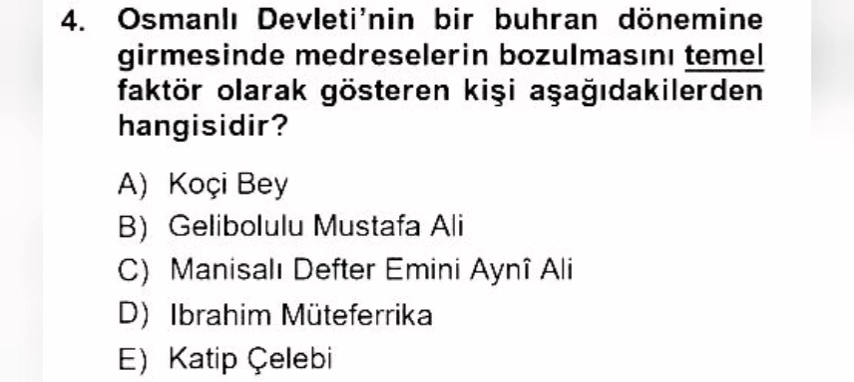 4. Osmanlı Devleti'nin bir buhran dönemine
girmesinde medreselerin bozulmasını temel
faktör olarak gösteren kişi aşağıdakilerden
hangisidir?
A) Koçi Bey
B) Gelibolulu Mustafa Ali
C) Manisalı Defter Emini Aynî Ali
D) Ibrahim Müteferrika
E) Katip Çelebi